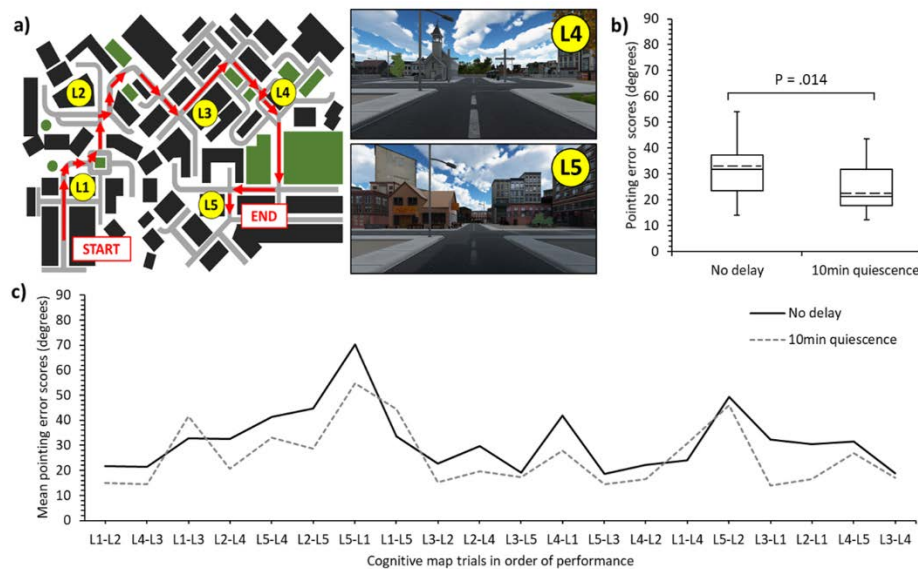 a)
L2
L3
L4
L1
L5
START
END
L4
L5
b)
Pointing error scores (degrees)
90
80
70
60
50
40
30
20
10
0
P = .014
No delay
10min quiescence
c)
Mean pointing error scores (degrees)
90
80
70
60
50
40
30
20
10
0
No delay
10min quiescence
L1-L2 L4-L3 L1-L3 L2-L4 L5-L4 L2-L5 L5-L1 L1-L5 L3-L2 L2-L4 L3-L5 L4-L1 L5-L3 L4-L2 L1-L4 L5-L2 L3-L1 L2-L1 L4-L5 L3-L4
Cognitive map trials in order of performance